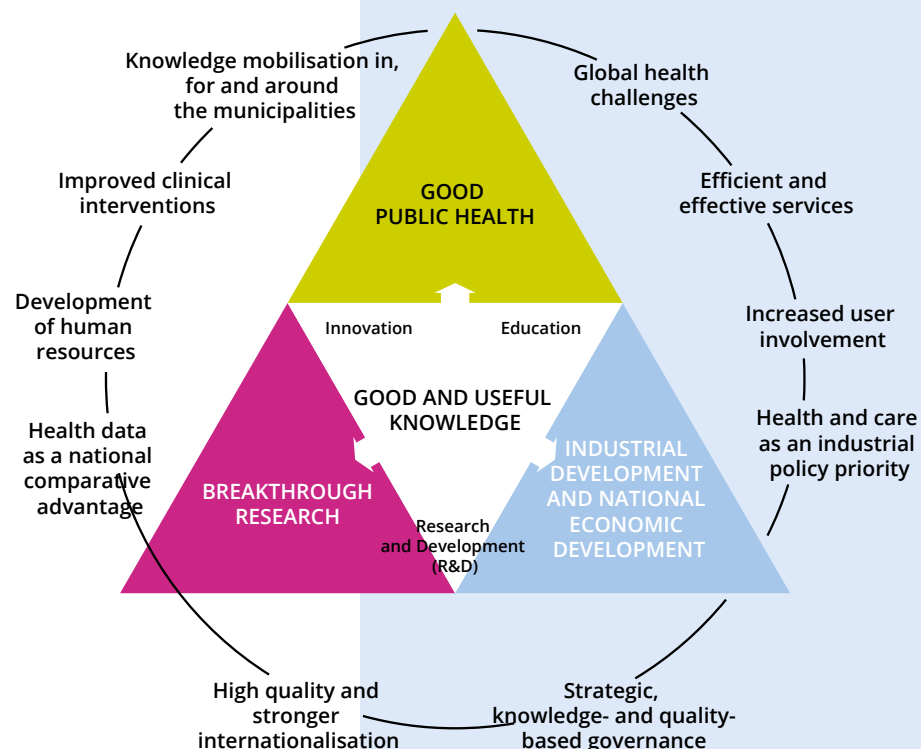 Knowledge mobilisation in,
for and around
the municipalities
Global health
challenges
Improved clinical
interventions
GOOD
PUBLIC HEALTH
Efficient and
effective services
Development
of human
resources
Innovation
Education
Increased user
involvement
GOOD AND USEFUL
KNOWLEDGE
Health data
as a national
comparative
advantage
Health and care
as an industrial
policy priority
BREAKTHROUGH
RESEARCH
INDUSTRIAL
DEVELOPMENT
AND NATIONAL
ECONOMIC
DEVELOPMENT
Research
and Development
(R&D)
High quality and
stronger
internationalisation
Strategic,
knowledge- and quality-
based governance